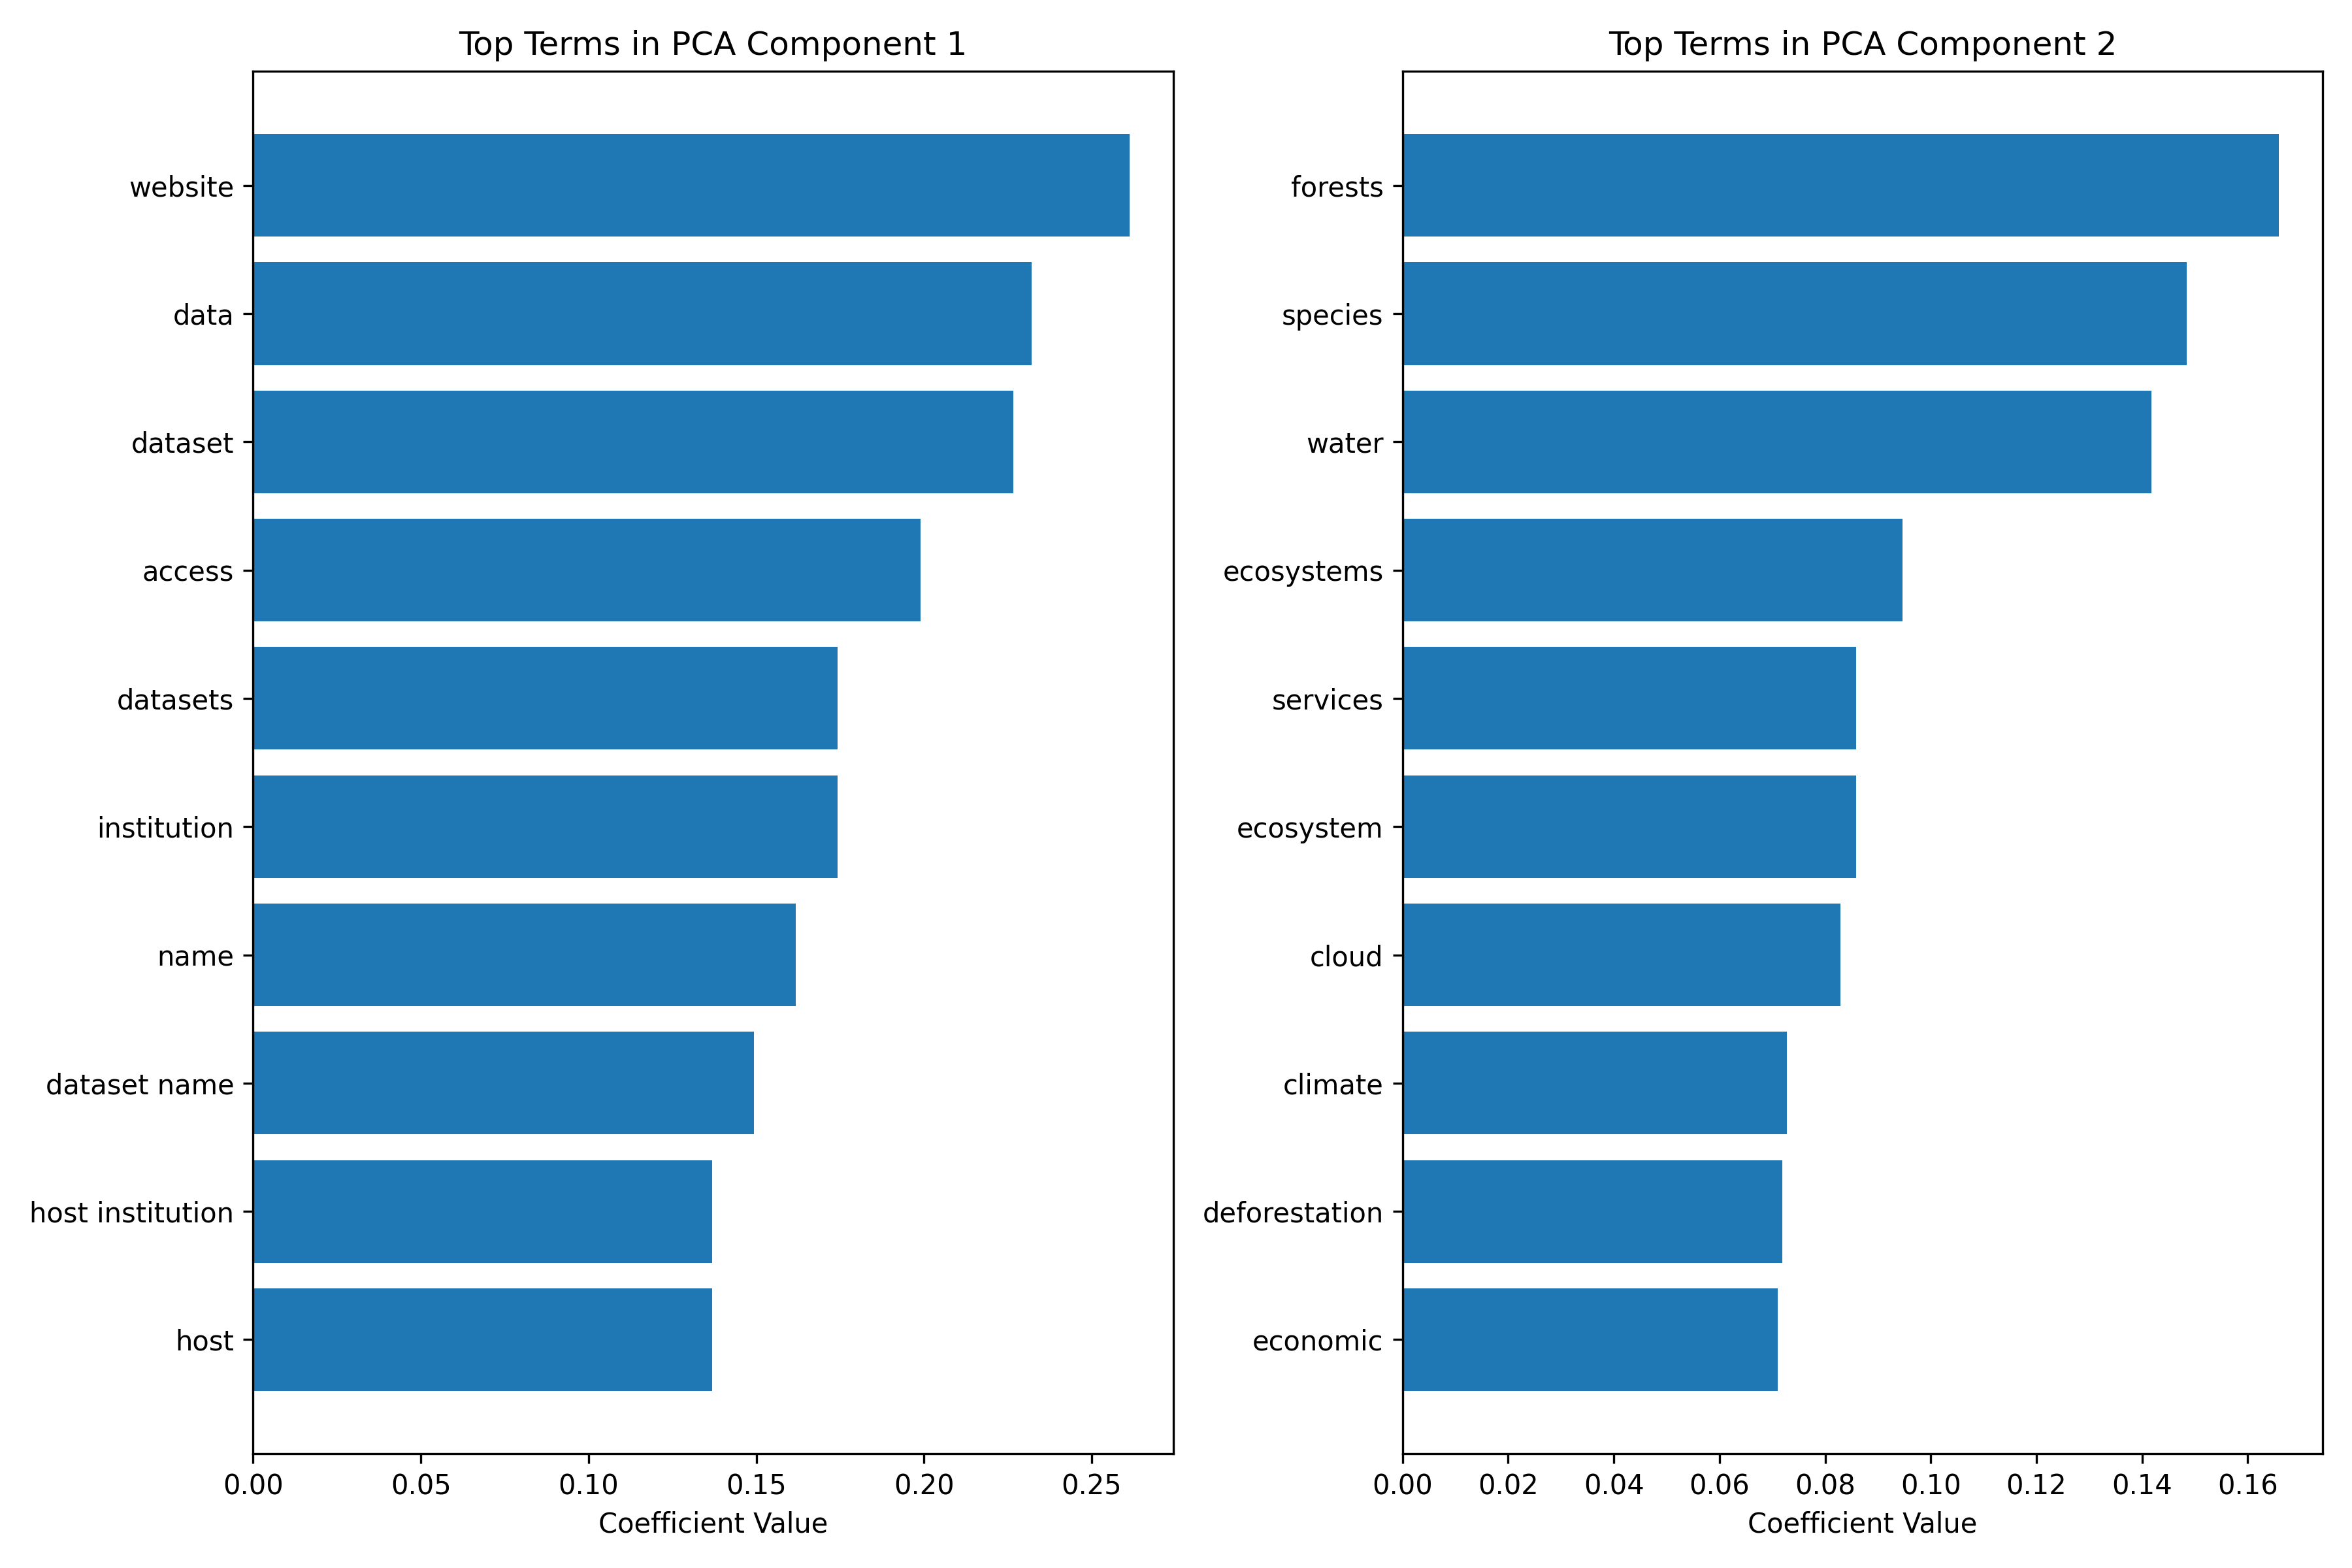 Top Terms in PCA Component 1
website
data
dataset
access
datasets
institution
name
dataset name
host institution
host
0.00 0.05 0.10 0.15 0.20 0.25
Coefficient Value
Top Terms in PCA Component 2
forests
species
water
ecosystems
services
ecosystem
cloud
climate
deforestation
economic
0.00 0.02 0.04 0.06 0.08 0.10 0.12 0.14 0.16
Coefficient Value